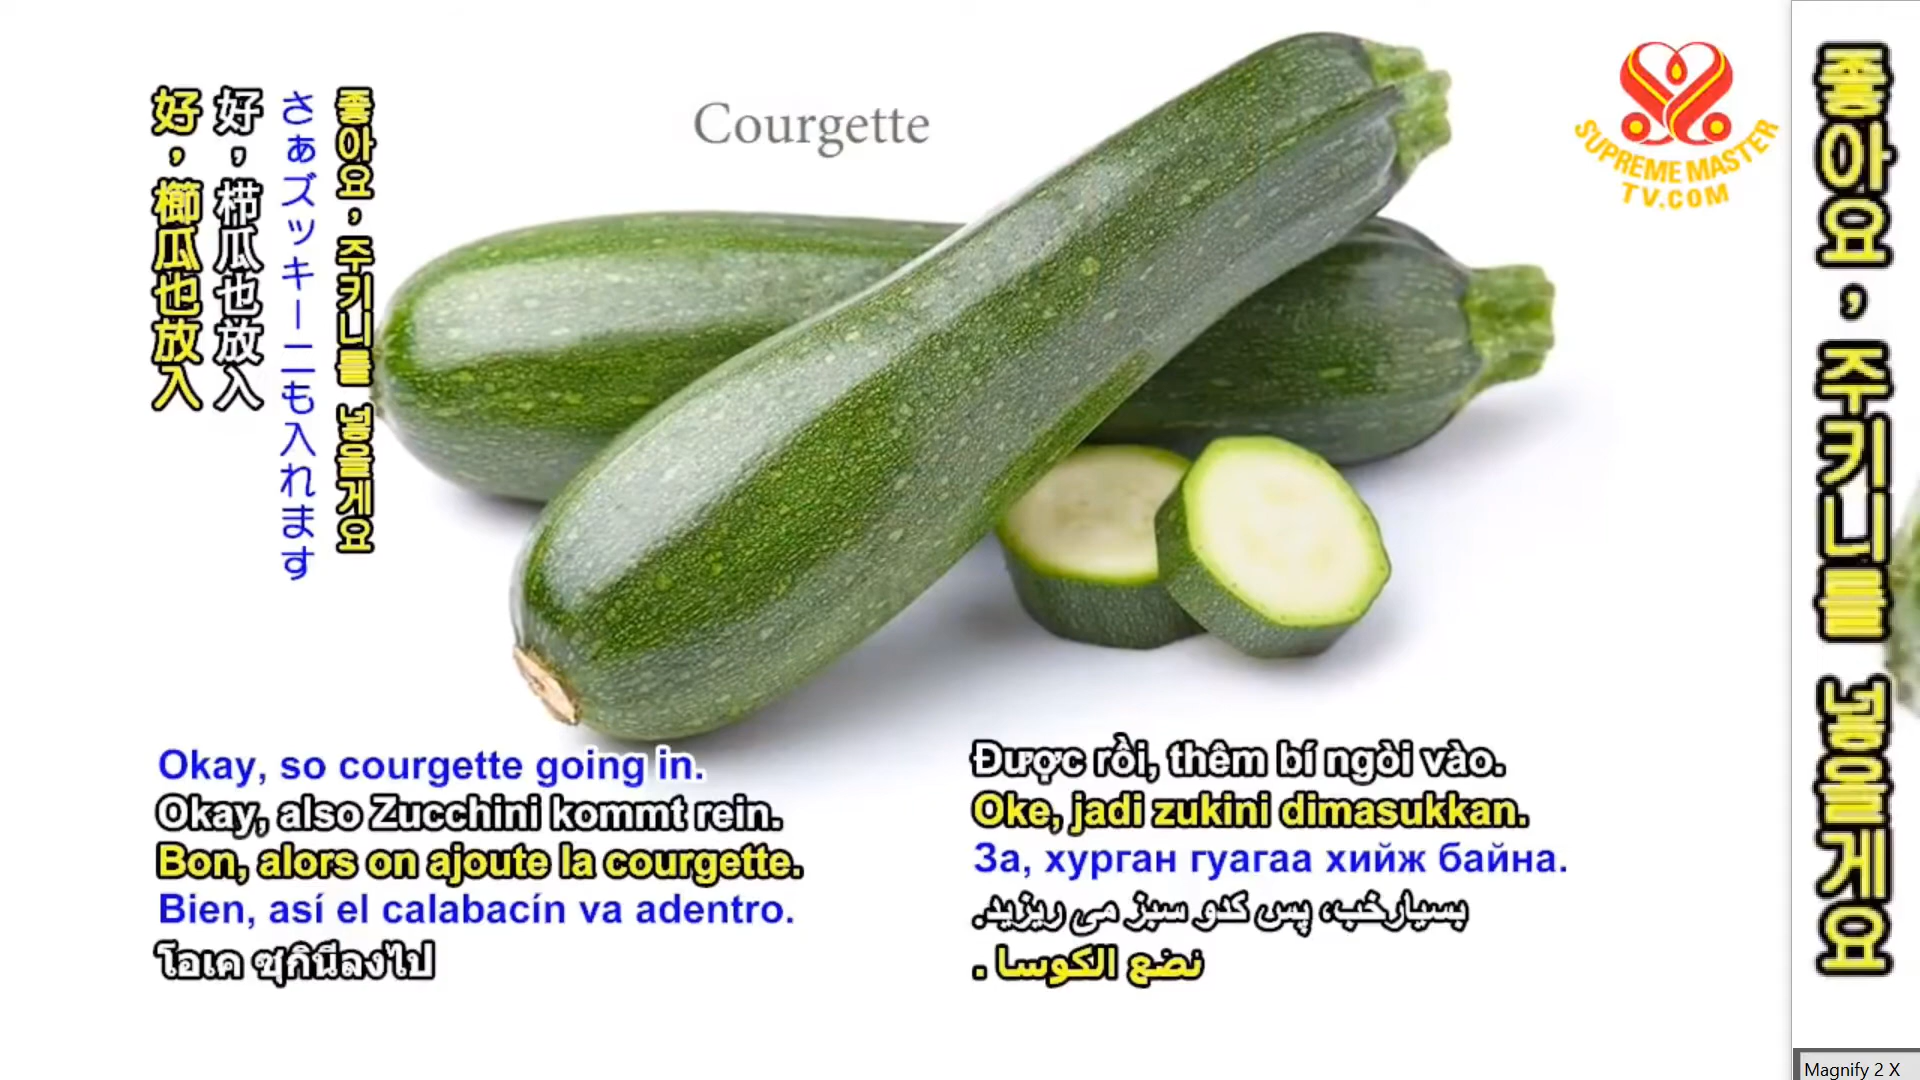 Courgette
SUPREME MASTER
TV.COM
好，櫛瓜也放入
好，栉瓜也放入
さぁズッキーニも入れます
좋아요, 주키니를 넣을게요
Okay, so courgette going in.
Okay, also Zucchini kommt rein.
Bon, alors on ajoute la courgette.
Bien, así el calabacín va adentro.
โอเค ซุกินีลงไป
Được rồi, thêm bí ngòi vào.
Oke, jadi zukini dimasukkan.
За, хурган гуагаа хийж байна.
بسیارخب، پس کدو سبز می ریزید.
نضع الكوسا .
좋아요, 주키니를 넣을게요
Magnify 2 X